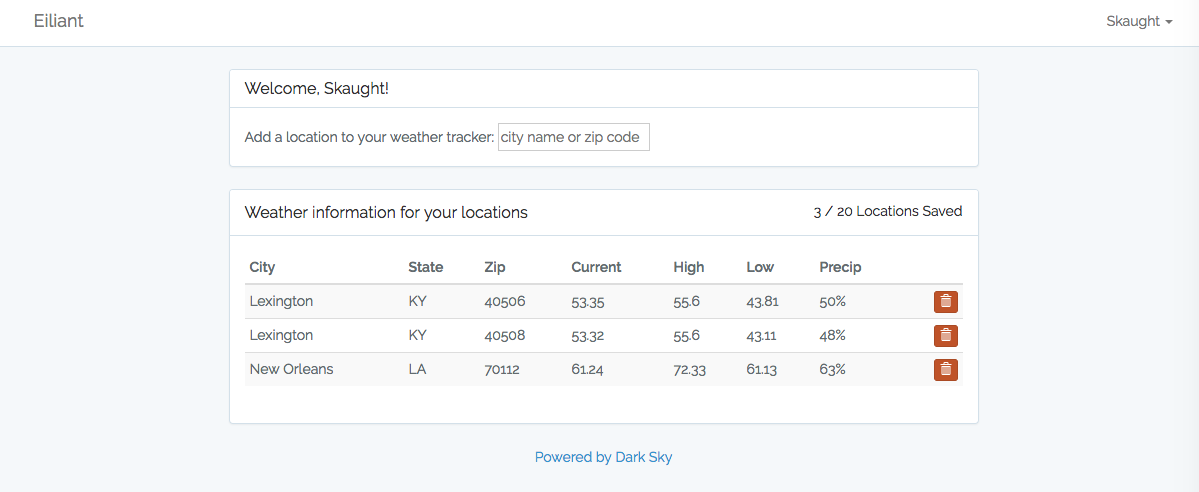 Eiliant Skaught
Welcome, Skaught!
Add a location to your weather tracker: city name or zip code
Weather information for your locations 3 / 20 Locations Saved
City State Zip Current High Low Precip
Lexington KY 40506 53.35 55.6 43.81 50%
Lexington KY 40508 53.32 55.6 43.11 48%
New Orleans LA 70112 61.24 72.33 61.13 63%
Powered by Dark Sky